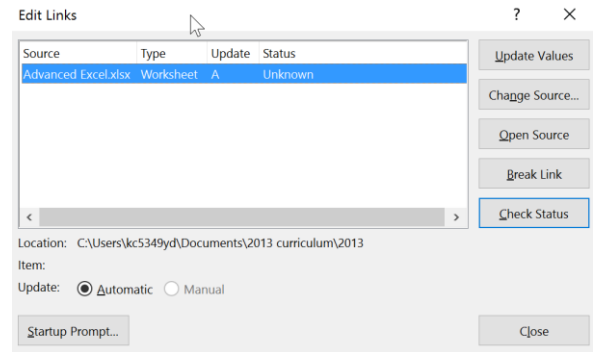 Edit Links
? ×
Source Type Update Status
Advanced Excel.xlsx Worksheet A Unknown
Update Values
Change Source...
Open Source
Break Link
Check Status
Location: C:\Users\kc5349yd\Documents\2013 curriculum\2013
Item:
Update: Automatic Manual
Startup Prompt...
Close